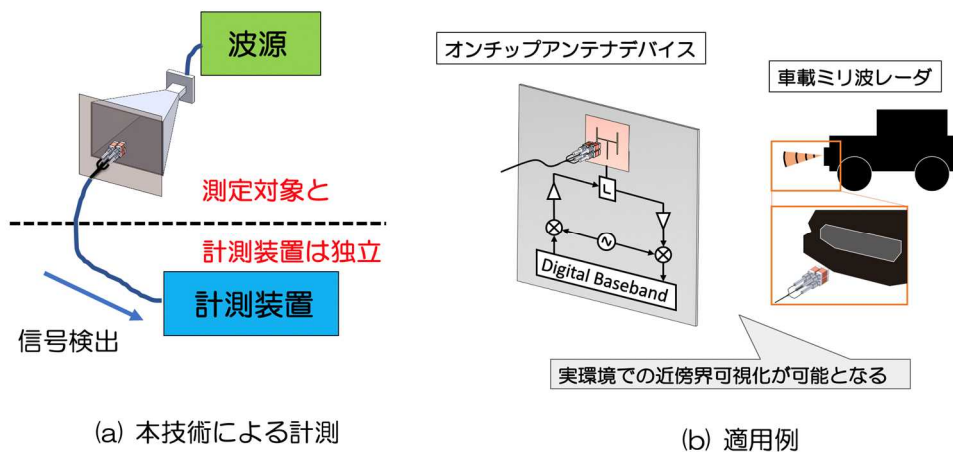 波源
測定対象と
計測装置は独立
計測装置
信号検出
(a) 本技術による計測
オンチップアンテナデバイス
Digital Baseband
車載ミリ波レーダ
実環境での近傍界可視化が可能となる
(b) 適用例